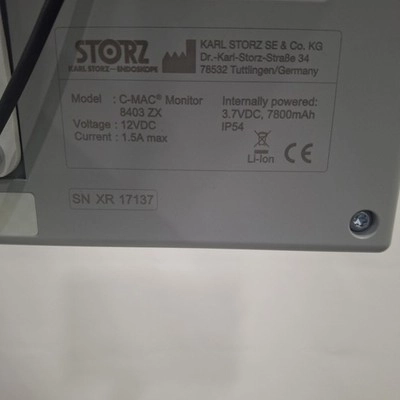 STORZ
KARL STORZ—ENDOSKOPE
KARL STORZ SE & Co. KG
Dr.-Karl-Storz-Straße 34
78532 Tuttlingen/Germany
Model : C-MAC® Monitor
8403 ZX
Voltage : 12VDC
Current : 1.5A max
Internally powered:
3.7VDC, 7800mAh
IP54
Li-Ion CE
SN XR 17137